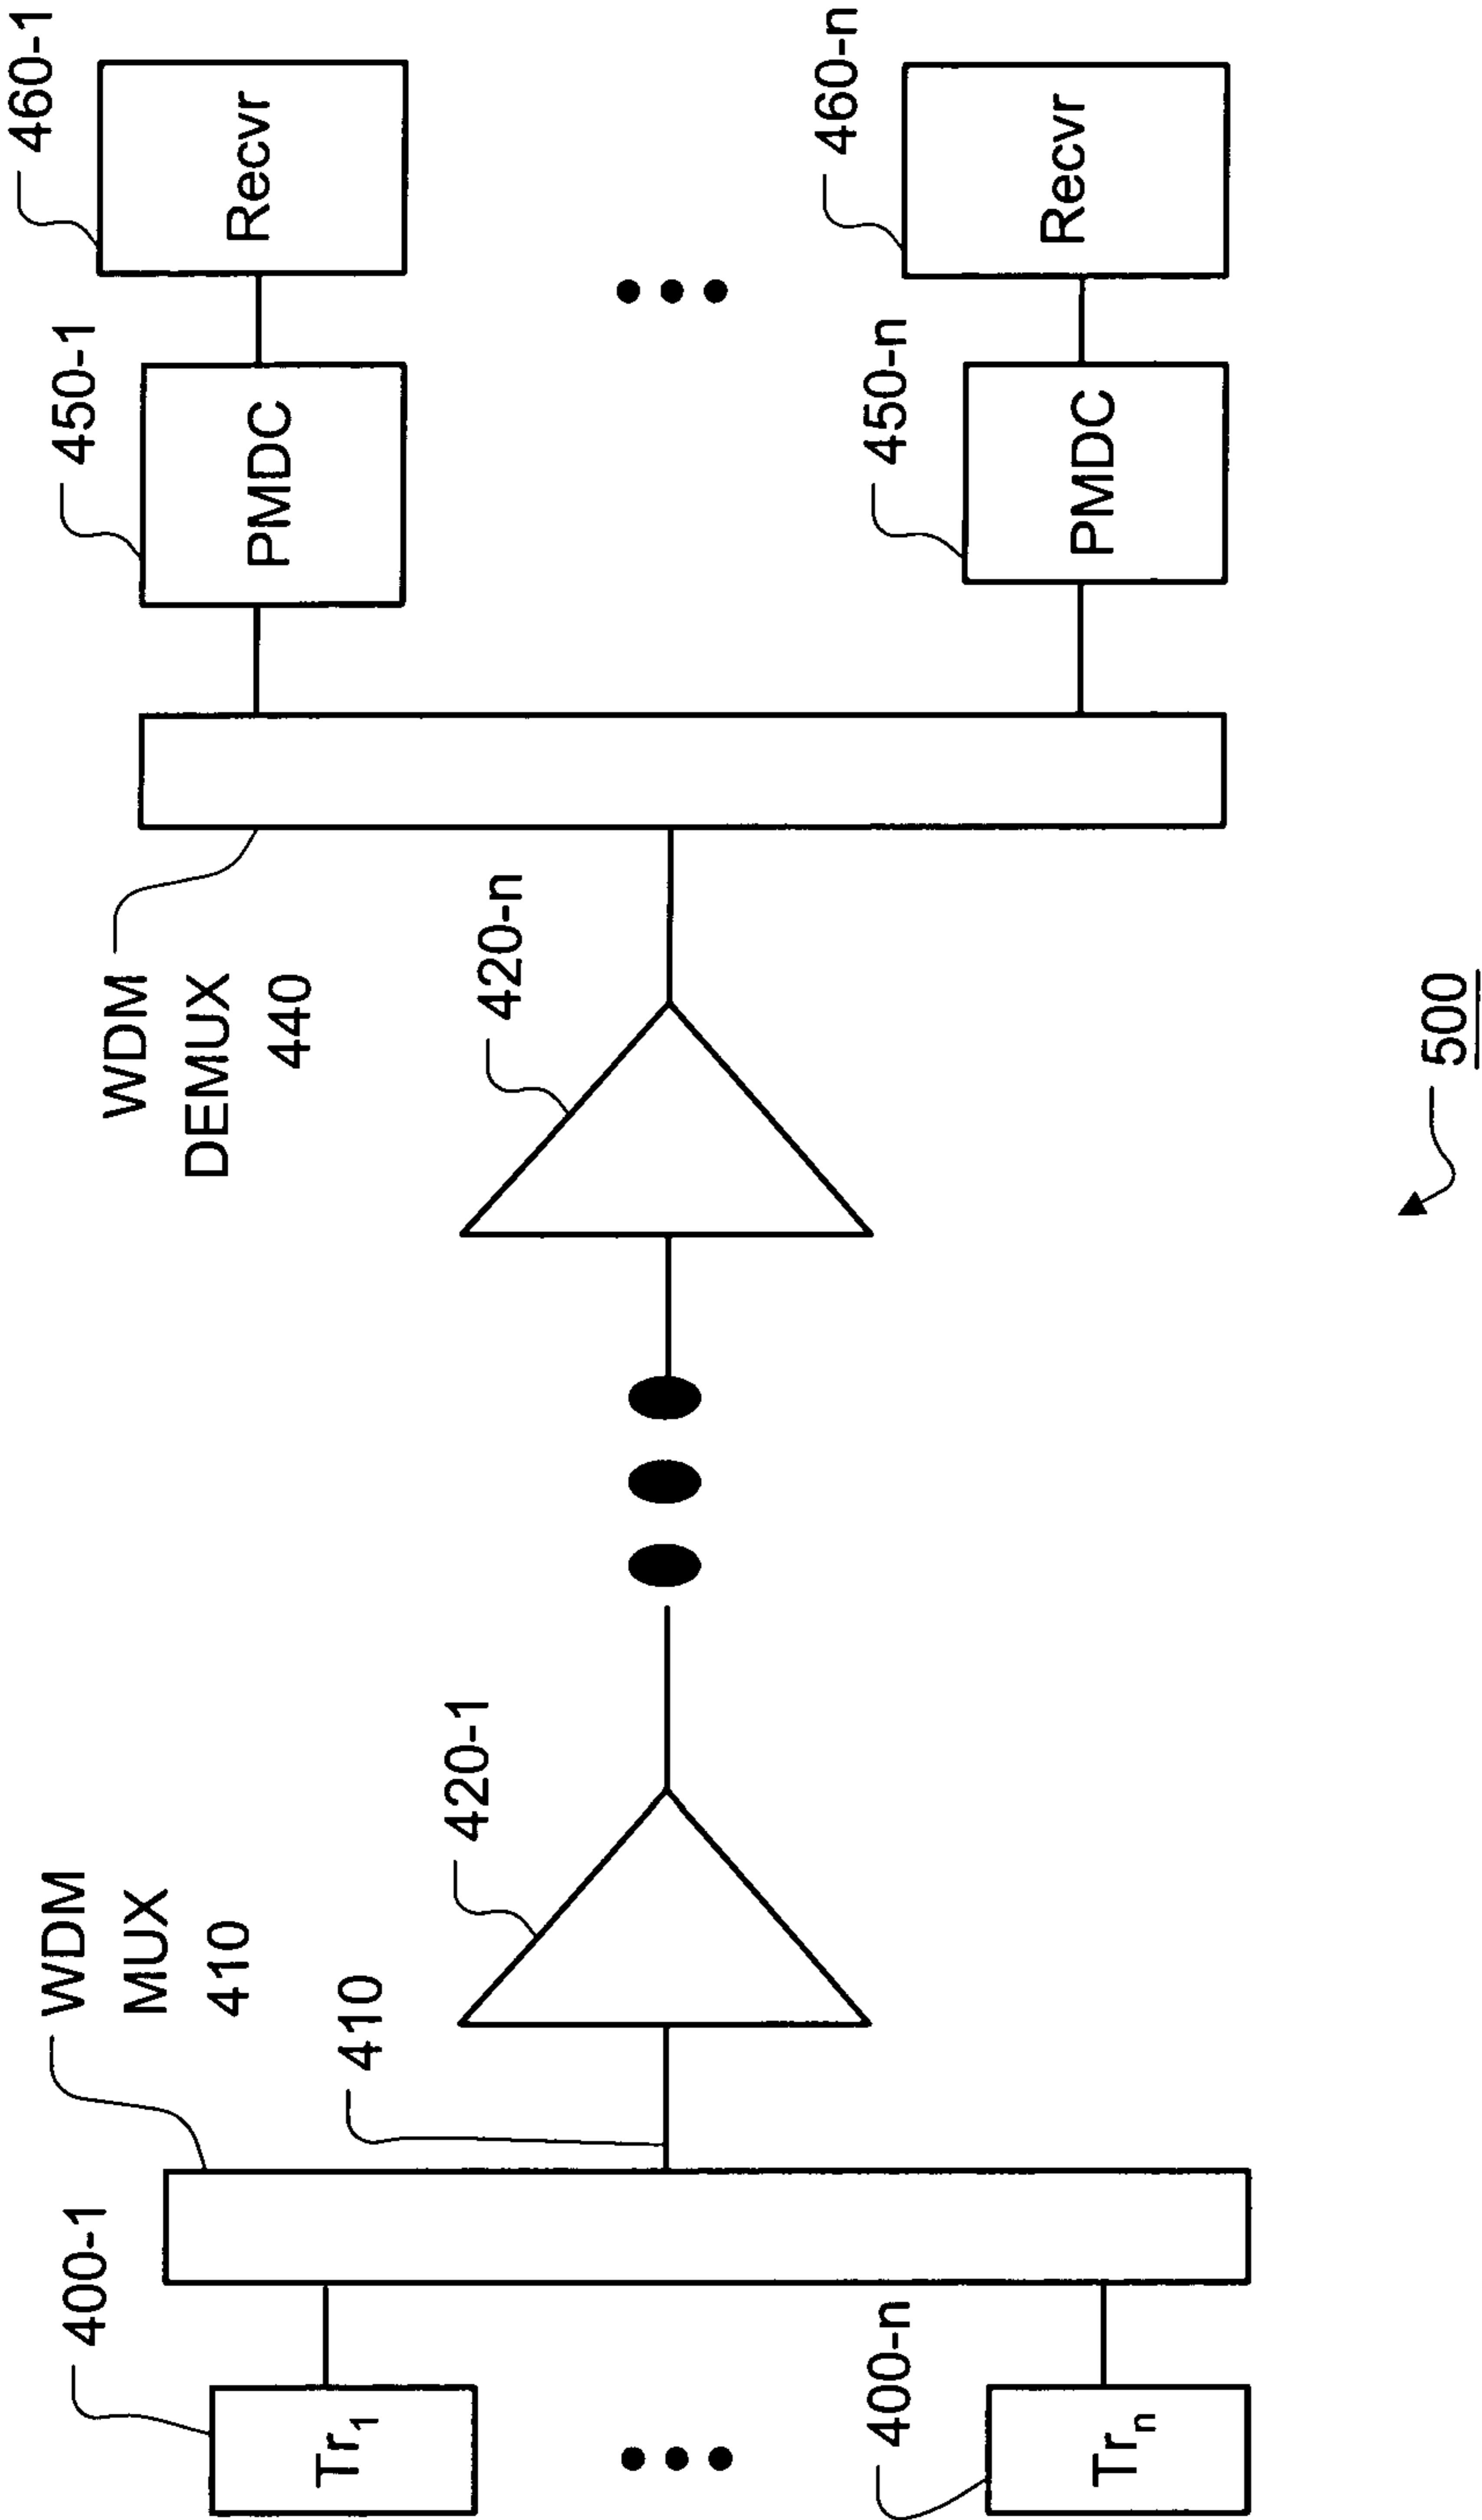 400-1
Tr1
400-n
Trn
WDM
MUX
410
410
420-1
420-n
WDM
DEMUX
440
450-1
PMDC
450-n
PMDC
460-1
Recvr
460-n
Recvr
500